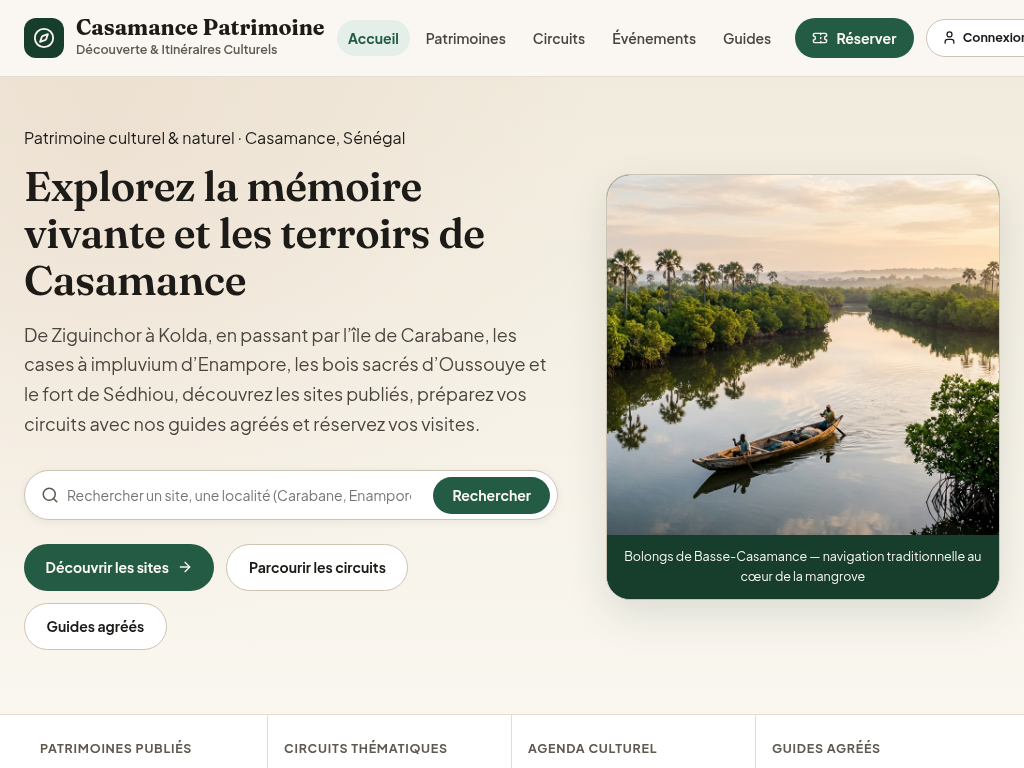 Casamance Patrimoine
Découverte & Itinéraires Culturels
Accueil
Patrimoines
Circuits
Événements
Guides
Réserver
Connexion
Patrimoine culturel & naturel · Casamance, Sénégal
Explorez la mémoire
vivante et les terroirs de
Casamance
De Ziguinchor à Kolda, en passant par l’île de Carabane, les
cases à impluvium d’Enampore, les bois sacrés d’Oussouye et
le fort de Sédhiou, découvrez les sites publiés, préparez vos
circuits avec nos guides agréés et réservez vos visites.
Rechercher un site, une localité (Carabane, Enampor
Rechercher
Découvrir les sites
Parcourir les circuits
Guides agréés
Bolongs de Basse-Casamance — navigation traditionnelle au
cœur de la mangrove
PATRIMOINES PUBLIÉS
CIRCUITS THÉMATIQUES
AGENDA CULTUREL
GUIDES AGRÉÉS